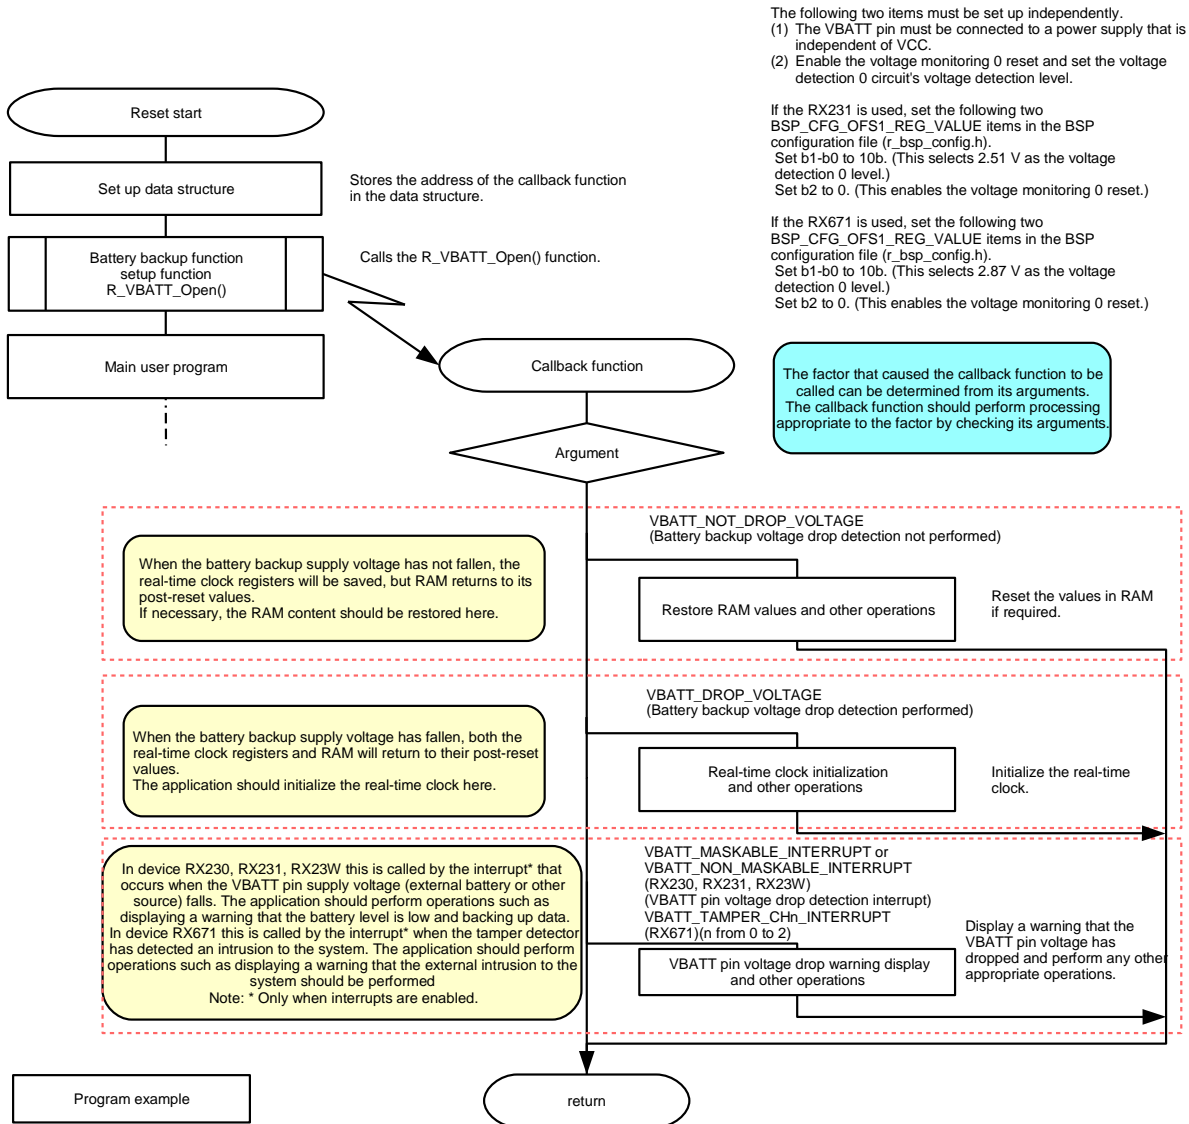 The following two items must be set up independently.
(1) The VBATT pin must be connected to a power supply that is
independent of VCC.
(2) Enable the voltage monitoring 0 reset and set the voltage
detection 0 circuit's voltage detection level.
If the RX231 is used, set the following two
BSP_CFG_OFS1_REG_VALUE items in the BSP
configuration file (r_bsp_config.h).
Set b1-b0 to 10b. (This selects 2.51 V as the voltage
detection 0 level.)
Set b2 to 0. (This enables the voltage monitoring 0 reset.)
If the RX671 is used, set the following two
BSP_CFG_OFS1_REG_VALUE items in the BSP
configuration file (r_bsp_config.h).
Set b1-b0 to 10b. (This selects 2.87 V as the voltage
detection 0 level.)
Set b2 to 0. (This enables the voltage monitoring 0 reset.)
Reset start
Set up data structure
Stores the address of the callback function
in the data structure.
Battery backup function
setup function
R_VBATT_Open()
Calls the R_VBATT_Open() function.
Main user program
Callback function
The factor that caused the callback function to be
called can be determined from its arguments.
The callback function should perform processing
appropriate to the factor by checking its arguments.
Argument
VBATT_NOT_DROP_VOLTAGE
(Battery backup voltage drop detection not performed)
When the battery backup supply voltage has not fallen, the
real-time clock registers will be saved, but RAM returns to its
post-reset values.
If necessary, the RAM content should be restored here.
Restore RAM values and other operations
Reset the values in RAM
if required.
VBATT_DROP_VOLTAGE
(Battery backup voltage drop detection performed)
When the battery backup supply voltage has fallen, both the
real-time clock registers and RAM will return to their post-reset
values.
The application should initialize the real-time clock here.
Real-time clock initialization
and other operations
Initialize the real-time
clock.
In device RX230, RX231, RX23W this is called by the interrupt* that
occurs when the VBATT pin supply voltage (external battery or other
source) falls. The application should perform operations such as
displaying a warning that the battery level is low and backing up data.
In device RX671 this is called by the interrupt* when the tamper detector
has detected an intrusion to the system. The application should perform
operations such as displaying a warning that the external intrusion to the
system should be performed
Note: * Only when interrupts are enabled.
VBATT_MASKABLE_INTERRUPT or
VBATT_NON_MASKABLE_INTERRUPT
(RX230, RX231, RX23W)
(VBATT pin voltage drop detection interrupt)
VBATT_TAMPER_CHn_INTERRUPT
(RX671)(n from 0 to 2)
VBATT pin voltage drop warning display
and other operations
Display a warning that the
VBATT pin voltage has
dropped and perform any other
appropriate operations.
Program example
return